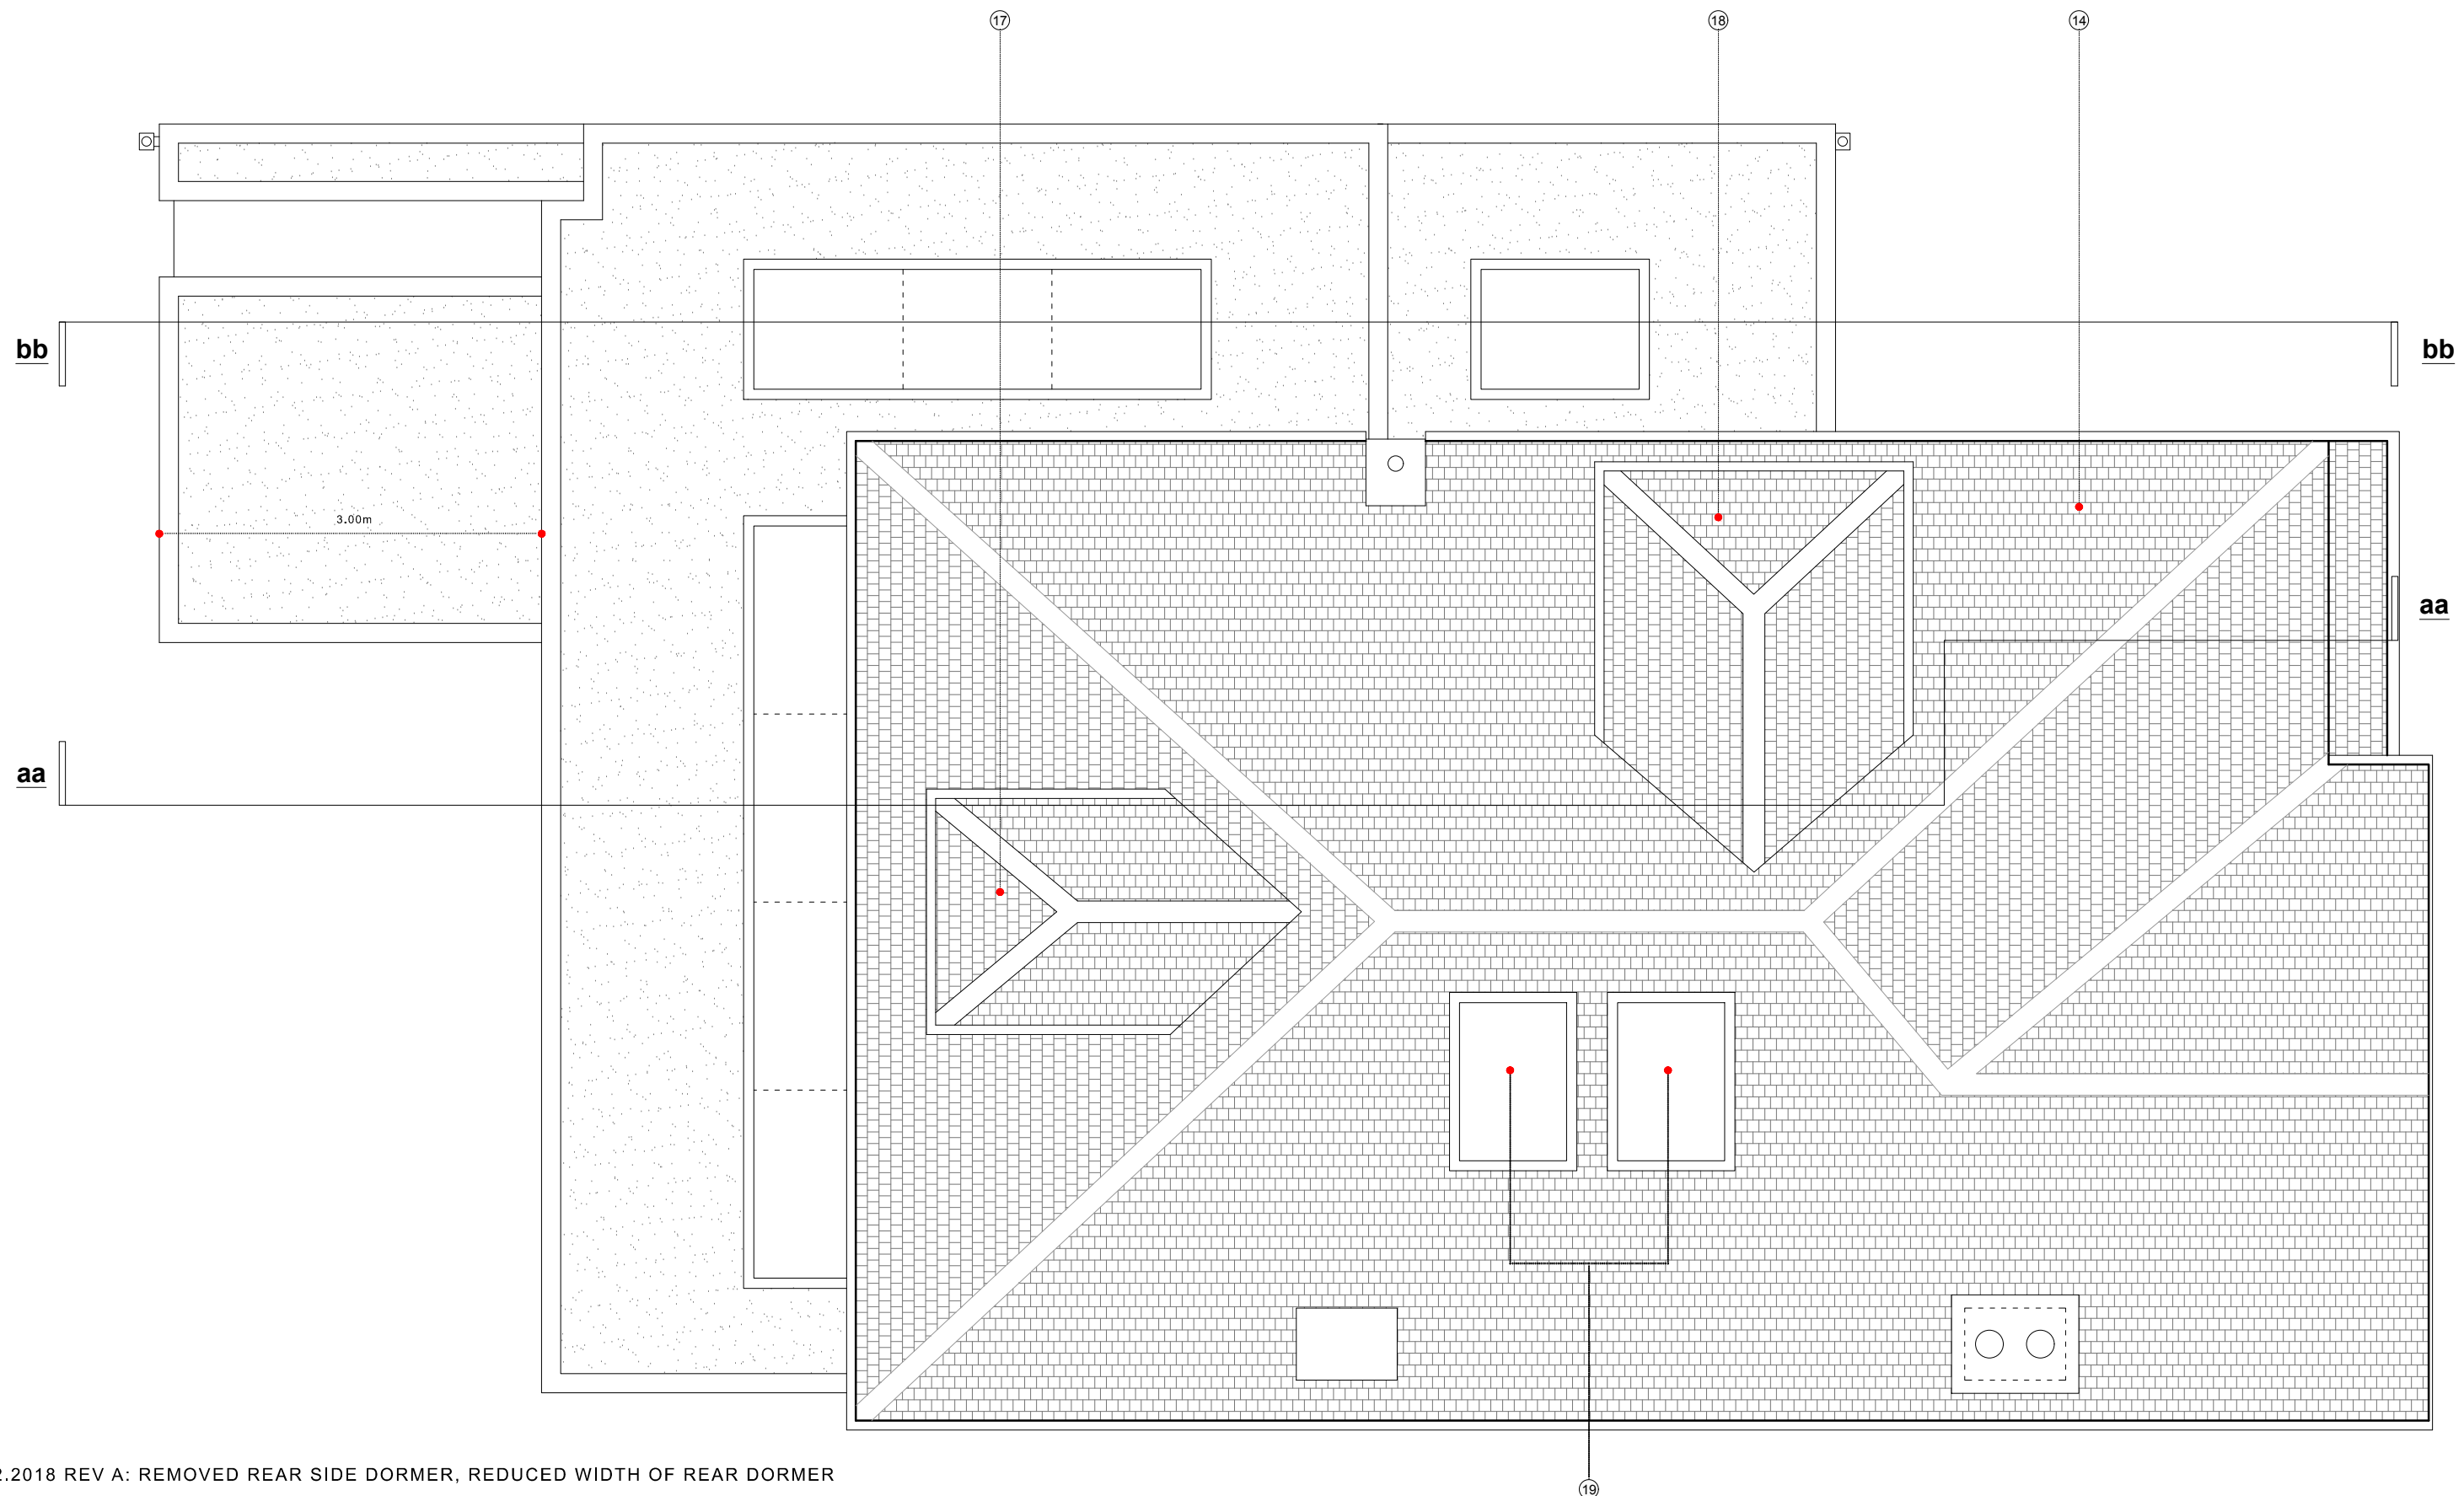 17
18
14
bb
bb
3.00m
aa
aa
.2018 REV A: REMOVED REAR SIDE DORMER, REDUCED WIDTH OF REAR DORMER
19